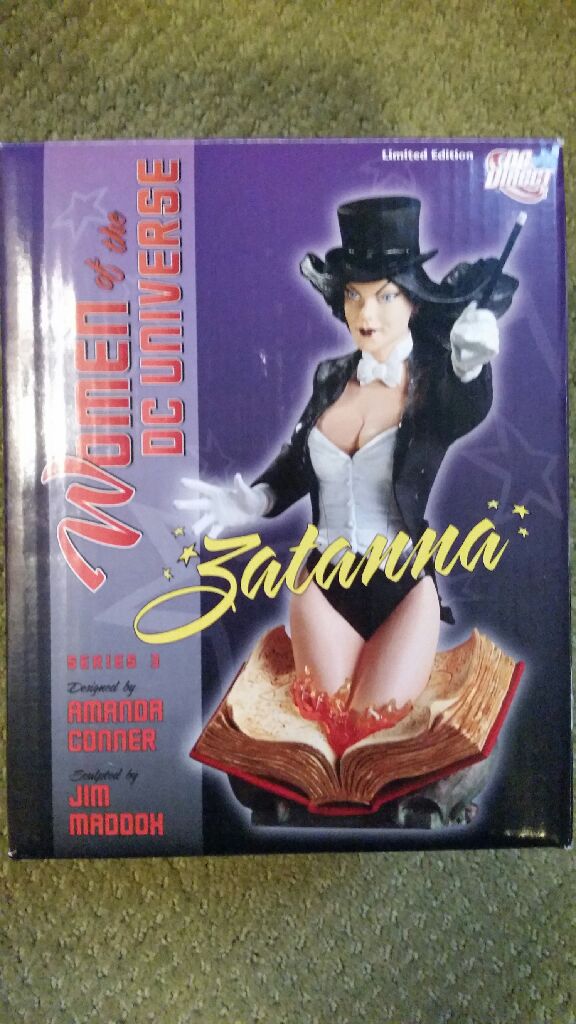 Limited Edition
DC
DIRECT
Women of the
DC UNIVERSE
Zatanna
SERIES 3
Designed by
AMANDA
CONNER
Sculpted by
JIM
MADDOX